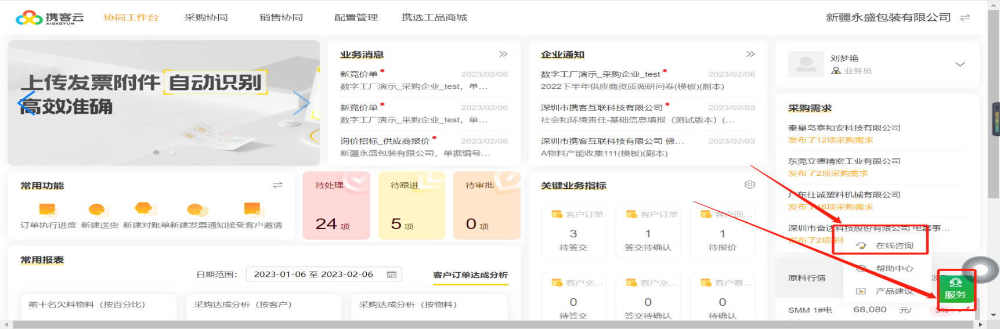 携客云
XIEKEYUN
协同工作台
采购协同
销售协同
配置管理
携选工品商城
新疆永盛包装有限公司
上传发票附件 自动识别
高效准确
业务消息
新竞价单 2023/02/06
数字工厂演示_采购企业_test，单...
新竞价单 2023/02/06
数字工厂演示_采购企业_test，单...
询价招标_供应商报价 2023/02/06
新疆永盛包装有限公司，单据编号...
企业通知
数字工厂演示_采购企业_test 2023/02/06
2022下半年供应商资质调研问卷(模板)(副本)
深圳市携客互联科技有限公司 2023/02/03
社会和环境责任-基础信息填报（测试版本）(...
深圳市携客互联科技有限公司 佛... 2023/02/03
A物料产能收集111(模板)(副本)
刘梦艳
业务员
采购需求
秦皇岛泰和安科技有限公司
发布了12项采购需求
东莞立德精密工业有限公司
发布了2项采购需求
广东仕诚塑料机械有限公司
发布了46项采购需求
深圳市奋达科技股份有限公司 电器事...
发布了2项采
常用功能
订单执行进度
新建送货
新建对账单
新建发票通知
接受客户邀请
待处理
24 项
待跟进
5 项
待审批
0 项
关键业务指标
客户订单
3
待答交
客户订单
1
答交待确认
客户询...
1
待报价
客户交...
0
待答交
客户交...
0
答交待确认
客户费...
0
待确认
常用报表
日期范围：
2023-01-06 至 2023-02-06
客户订单达成分析
前十名欠料物料（按百分比）
采购达成分析（按客户）
采购达成分析（按物料）
在线咨询
帮助中心
产品建议
服务
原料行情
SMM 1#电
68,080
元/
3%